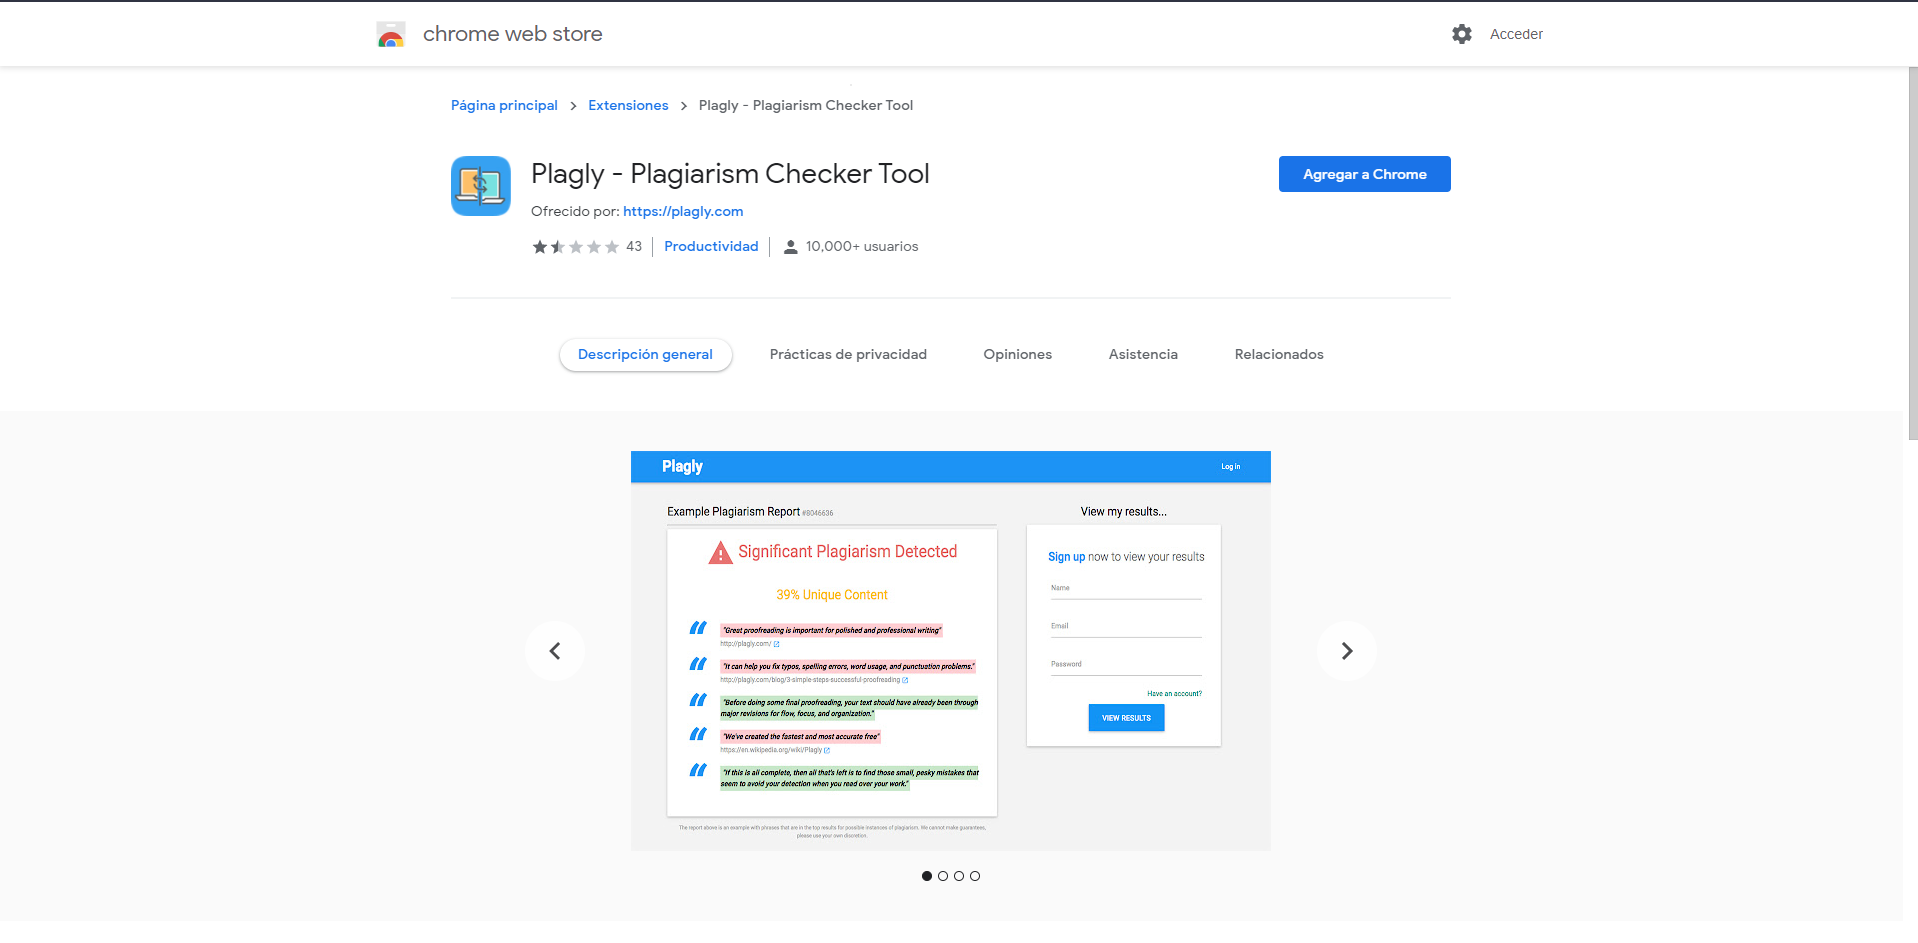 chrome web store
Acceder
Página principal > Extensiones > Plagly - Plagiarism Checker Tool
Plagly - Plagiarism Checker Tool
Agregar a Chrome
Ofrecido por: https://plagly.com
43 Productividad 10,000+ usuarios
Descripción general
Prácticas de privacidad
Opiniones
Asistencia
Relacionados
Plagly
Log in
Example Plagiarism Report #8046636
Significant Plagiarism Detected
39% Unique Content
"Great proofreading is important for polished and professional writing"
http://plagly.com/
"It can help you fix typos, spelling errors, word usage, and punctuation problems."
http://plagly.com/blog/3-simple-steps-successful-proofreading
"Before doing some final proofreading, your text should have already been through
major revisions for flow, focus, and organization."
"We've created the fastest and most accurate free"
https://en.wikipedia.org/wiki/Plagly
"If this is all complete, then all that's left is to find those small, pesky mistakes that
seem to avoid your detection when you read over your work."
The report above is an example with phrases that are in the top results for possible instances of plagiarism. We cannot make guarantees,
please use your own discretion.
View my results...
Sign up now to view your results
Name
Email
Password
Have an account?
VIEW RESULTS